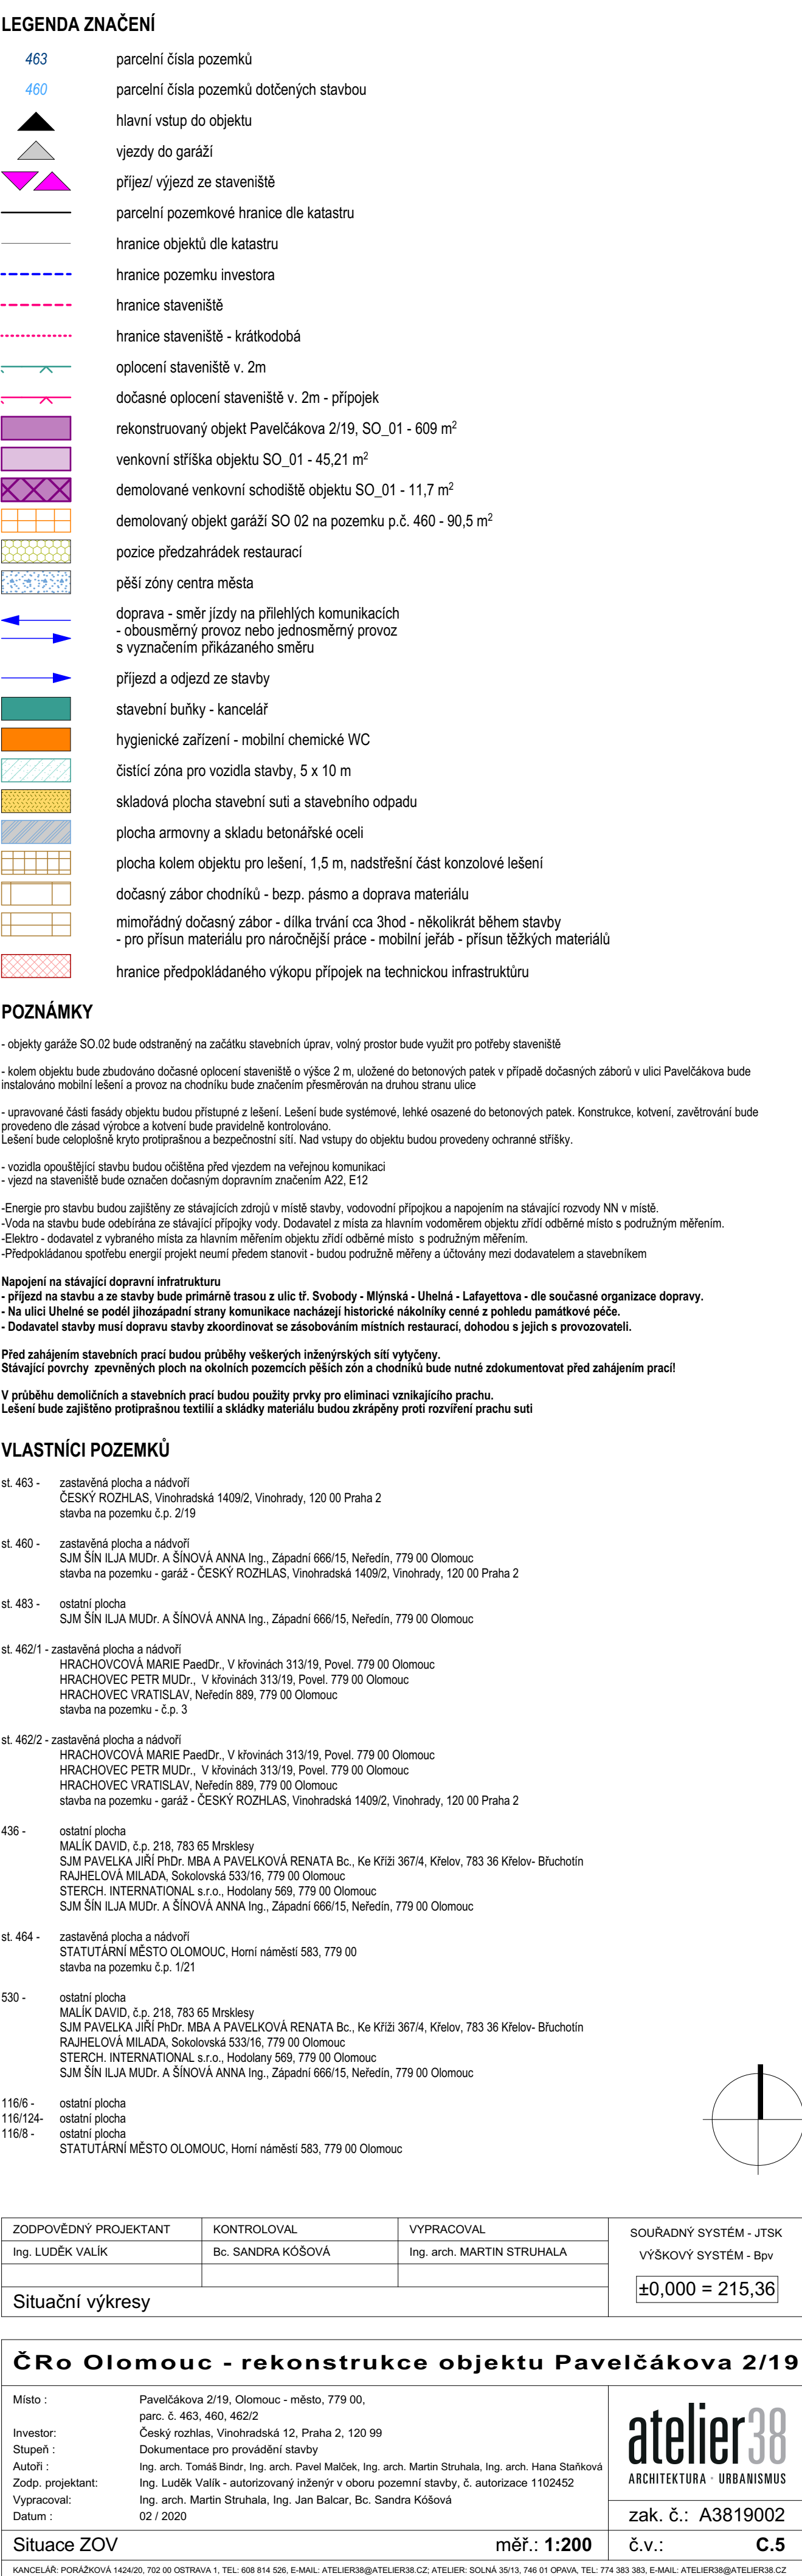 LEGENDA ZNAČENÍ
463 parcelní čísla pozemků
460 parcelní čísla pozemků dotčených stavbou
hlavní vstup do objektu
vjezdy do garáží
příjez/ výjezd ze staveniště
parcelní pozemkové hranice dle katastru
hranice objektů dle katastru
hranice pozemku investora
hranice staveniště
hranice staveniště - krátkodobá
oplocení staveniště v. 2m
dočasné oplocení staveniště v. 2m - přípojek
rekonstruovaný objekt Pavelčákova 2/19, SO_01 - 609 m²
venkovní stříška objektu SO_01 - 45,21 m²
demolované venkovní schodiště objektu SO_01 - 11,7 m²
demolovaný objekt garáží SO 02 na pozemku p.č. 460 - 90,5 m²
pozice předzahrádek restaurací
pěší zóny centra města
doprava - směr jízdy na přilehlých komunikacích
- obousměrný provoz nebo jednosměrný provoz
s vyznačením přikázaného směru
příjezd a odjezd ze stavby
stavební buňky - kancelář
hygienické zařízení - mobilní chemické WC
čistící zóna pro vozidla stavby, 5 x 10 m
skladová plocha stavební suti a stavebního odpadu
plocha armovny a skladu betonářské oceli
plocha kolem objektu pro lešení, 1,5 m, nadstřešní část konzolové lešení
dočasný zábor chodníků - bezp. pásmo a doprava materiálu
mimořádný dočasný zábor - dílka trvání cca 3hod - několikrát během stavby
- pro přísun materiálu pro náročnější práce - mobilní jeřáb - přísun těžkých materiálů
hranice předpokládaného výkopu přípojek na technickou infrastruktůru
POZNÁMKY
- objekty garáže SO.02 bude odstraněný na začátku stavebních úprav, volný prostor bude využit pro potřeby staveniště
- kolem objektu bude zbudováno dočasné oplocení staveniště o výšce 2 m, uložené do betonových patek v případě dočasných záborů v ulici Pavelčákova bude
instalováno mobilní lešení a provoz na chodníku bude značením přesměrován na druhou stranu ulice
- upravované části fasády objektu budou přístupné z lešení. Lešení bude systémové, lehké osazené do betonových patek. Konstrukce, kotvení, zavětrování bude
provedeno dle zásad výrobce a kotvení bude pravidelně kontrolováno.
Lešení bude celoplošně kryto protiprašnou a bezpečnostní sítí. Nad vstupy do objektu budou provedeny ochranné stříšky.
- vozidla opouštějící stavbu budou očištěna před vjezdem na veřejnou komunikaci
- vjezd na staveniště bude označen dočasným dopravním značením A22, E12
-Energie pro stavbu budou zajištěny ze stávajících zdrojů v místě stavby, vodovodní přípojkou a napojením na stávající rozvody NN v místě.
-Voda na stavbu bude odebírána ze stávající přípojky vody. Dodavatel z místa za hlavním vodoměrem objektu zřídí odběrné místo s podružným měřením.
-Elektro - dodavatel z vybraného místa za hlavním měřením objektu zřídí odběrné místo s podružným měřením.
-Předpokládanou spotřebu energií projekt neumí předem stanovit - budou podružně měřeny a účtovány mezi dodavatelem a stavebníkem
Napojení na stávající dopravní infratrukturu
- příjezd na stavbu a ze stavby bude primárně trasou z ulic tř. Svobody - Mlýnská - Uhelná - Lafayettova - dle současné organizace dopravy.
- Na ulici Uhelné se podél jihozápadní strany komunikace nacházejí historické nákolníky cenné z pohledu památkové péče.
- Dodavatel stavby musí dopravu stavby zkoordinovat se zásobováním místních restaurací, dohodou s jejich s provozovateli.
Před zahájením stavebních prací budou průběhy veškerých inženýrských sítí vytyčeny.
Stávající povrchy zpevněných ploch na okolních pozemcích pěších zón a chodníků bude nutné zdokumentovat před zahájením prací!
V průběhu demoličních a stavebních prací budou použity prvky pro eliminaci vznikajícího prachu.
Lešení bude zajištěno protiprašnou textilií a skládky materiálu budou zkrápěny proti rozvíření prachu suti
VLASTNÍCI POZEMKŮ
st. 463 - zastavěná plocha a nádvoří
ČESKÝ ROZHLAS, Vinohradská 1409/2, Vinohrady, 120 00 Praha 2
stavba na pozemku č.p. 2/19
st. 460 - zastavěná plocha a nádvoří
SJM ŠÍN ILJA MUDr. A ŠÍNOVÁ ANNA Ing., Západní 666/15, Neředín, 779 00 Olomouc
stavba na pozemku - garáž - ČESKÝ ROZHLAS, Vinohradská 1409/2, Vinohrady, 120 00 Praha 2
st. 483 - ostatní plocha
SJM ŠÍN ILJA MUDr. A ŠÍNOVÁ ANNA Ing., Západní 666/15, Neředín, 779 00 Olomouc
st. 462/1 - zastavěná plocha a nádvoří
HRACHOVCOVÁ MARIE PaedDr., V křovinách 313/19, Povel. 779 00 Olomouc
HRACHOVEC PETR MUDr., V křovinách 313/19, Povel. 779 00 Olomouc
HRACHOVEC VRATISLAV, Neředín 889, 779 00 Olomouc
stavba na pozemku - č.p. 3
st. 462/2 - zastavěná plocha a nádvoří
HRACHOVCOVÁ MARIE PaedDr., V křovinách 313/19, Povel. 779 00 Olomouc
HRACHOVEC PETR MUDr., V křovinách 313/19, Povel. 779 00 Olomouc
HRACHOVEC VRATISLAV, Neředín 889, 779 00 Olomouc
stavba na pozemku - garáž - ČESKÝ ROZHLAS, Vinohradská 1409/2, Vinohrady, 120 00 Praha 2
436 - ostatní plocha
MALÍK DAVID, č.p. 218, 783 65 Mrsklesy
SJM PAVELKA JIŘÍ PhDr. MBA A PAVELKOVÁ RENATA Bc., Ke Kříži 367/4, Křelov, 783 36 Křelov- Břuchotín
RAJHELOVÁ MILADA, Sokolovská 533/16, 779 00 Olomouc
STERCH. INTERNATIONAL s.r.o., Hodolany 569, 779 00 Olomouc
SJM ŠÍN ILJA MUDr. A ŠÍNOVÁ ANNA Ing., Západní 666/15, Neředín, 779 00 Olomouc
st. 464 - zastavěná plocha a nádvoří
STATUTÁRNÍ MĚSTO OLOMOUC, Horní náměstí 583, 779 00
stavba na pozemku č.p. 1/21
530 - ostatní plocha
MALÍK DAVID, č.p. 218, 783 65 Mrsklesy
SJM PAVELKA JIŘÍ PhDr. MBA A PAVELKOVÁ RENATA Bc., Ke Kříži 367/4, Křelov, 783 36 Křelov- Břuchotín
RAJHELOVÁ MILADA, Sokolovská 533/16, 779 00 Olomouc
STERCH. INTERNATIONAL s.r.o., Hodolany 569, 779 00 Olomouc
SJM ŠÍN ILJA MUDr. A ŠÍNOVÁ ANNA Ing., Západní 666/15, Neředín, 779 00 Olomouc
116/6 - ostatní plocha
116/124- ostatní plocha
116/8 - ostatní plocha
STATUTÁRNÍ MĚSTO OLOMOUC, Horní náměstí 583, 779 00 Olomouc
ZODPOVĚDNÝ PROJEKTANT KONTROLOVAL VYPRACOVAL
Ing. LUDĚK VALÍK Bc. SANDRA KÓŠOVÁ Ing. arch. MARTIN STRUHALA
Situační výkresy
SOUŘADNÝ SYSTÉM - JTSK
VÝŠKOVÝ SYSTÉM - Bpv
±0,000 = 215,36
ČRo Olomouc - rekonstrukce objektu Pavelčákova 2/19
Místo : Pavelčákova 2/19, Olomouc - město, 779 00,
parc. č. 463, 460, 462/2
Investor: Český rozhlas, Vinohradská 12, Praha 2, 120 99
Stupeň : Dokumentace pro provádění stavby
Autoři : Ing. arch. Tomáš Bindr, Ing. arch. Pavel Malček, Ing. arch. Martin Struhala, Ing. arch. Hana Staňková
Zodp. projektant: Ing. Luděk Valík - autorizovaný inženýr v oboru pozemní stavby, č. autorizace 1102452
Vypracoval: Ing. arch. Martin Struhala, Ing. Jan Balcar, Bc. Sandra Kóšová
Datum : 02 / 2020
atelier38
ARCHITEKTURA · URBANISMUS
zak. č.: A3819002
Situace ZOV měř.: 1:200 č.v.: C.5
KANCELÁŘ: PORÁŽKOVÁ 1424/20, 702 00 OSTRAVA 1, TEL: 608 814 526, E-MAIL: ATELIER38@ATELIER38.CZ; ATELIER: SOLNÁ 35/13, 746 01 OPAVA, TEL: 774 383 383, E-MAIL: ATELIER38@ATELIER38.CZ